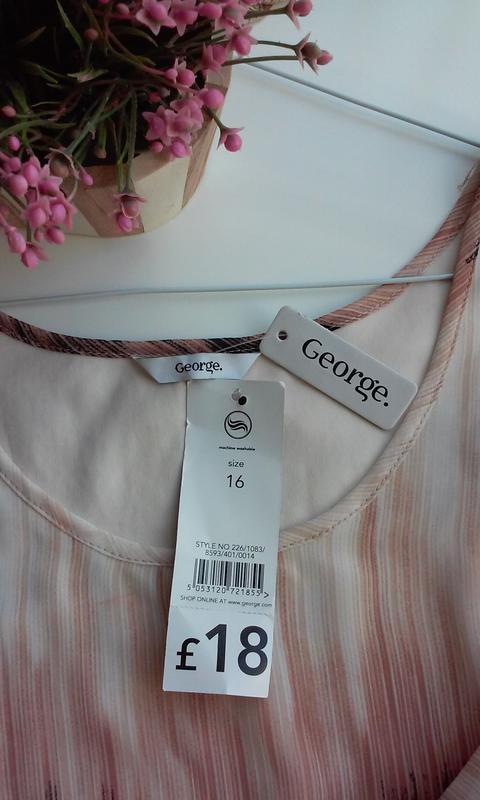 George.
George.
machine washable
size
16
STYLE NO 226/1083/
8593/401/0014
5 053120 721855 >
SHOP ONLINE AT www.george.com
£18